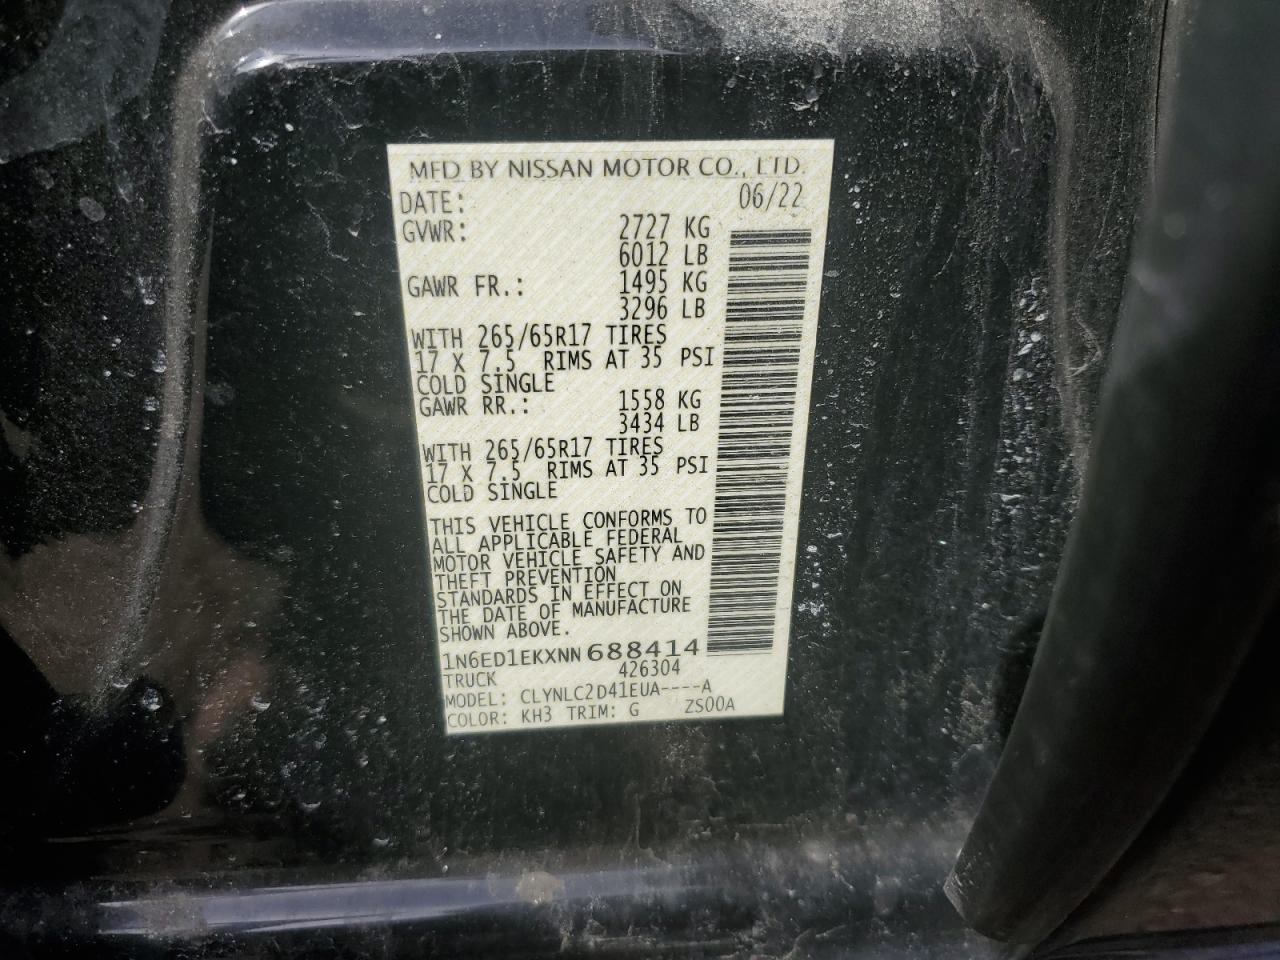 MFD BY NISSAN MOTOR CO., LTD.
DATE: 06/22
GVWR: 2727 KG
6012 LB
GAWR FR.: 1495 KG
3296 LB
WITH 265/65R17 TIRES
17 X 7.5 RIMS AT 35 PSI
COLD SINGLE
GAWR RR.: 1558 KG
3434 LB
WITH 265/65R17 TIRES
17 X 7.5 RIMS AT 35 PSI
COLD SINGLE
THIS VEHICLE CONFORMS TO
ALL APPLICABLE FEDERAL
MOTOR VEHICLE SAFETY AND
THEFT PREVENTION
STANDARDS IN EFFECT ON
THE DATE OF MANUFACTURE
SHOWN ABOVE.
1N6ED1EKXNN688414
TRUCK 426304
MODEL: CLYNLC2D41EUA----A
COLOR: KH3 TRIM: G ZS00A